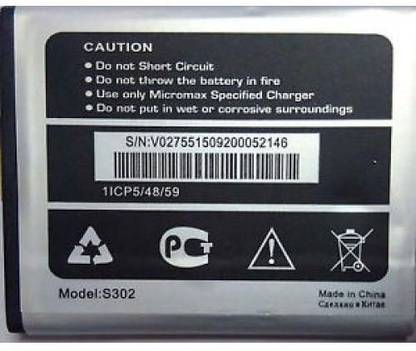 CAUTION
● Do not Short Circuit
● Do not throw the battery in fire
● Use only Micromax Specified Charger
● Do not put in wet or corrosive surroundings
S/N:V027551509200052146
1ICP5/48/59
РСТ
Model:S302
Made in China
Сделано в Китае